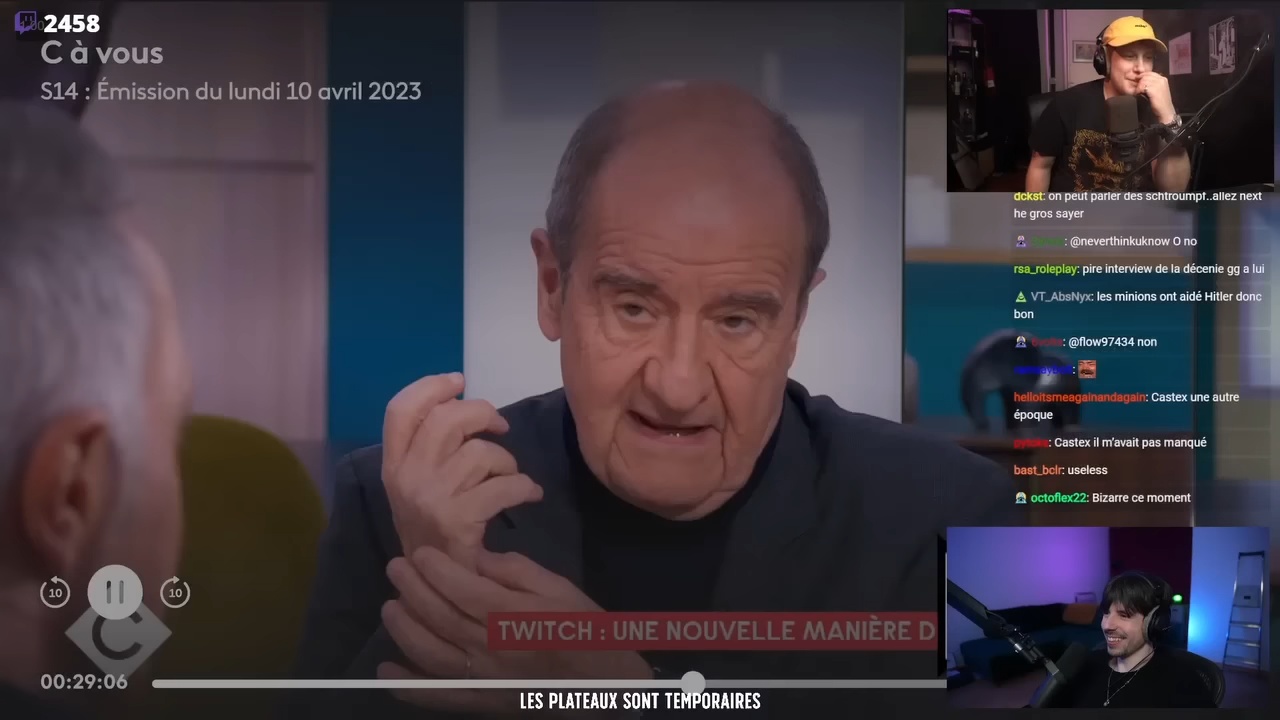 2458
C à vous
S14 : Émission du lundi 10 avril 2023
dckst: on peut parler des schtroumpf..allez next
he gros sayer
: @neverthinkuknow O no
rsa_roleplay: pire interview de la décenie gg a lui
VT_AbsNyx: les minions ont aidé Hitler donc
bon
: @flow97434 non
:
helloitsmeagainandagain: Castex une autre
époque
: Castex il m'avait pas manqué
bast_bclr: useless
octoflex22: Bizarre ce moment
10
10
C
TWITCH : UNE NOUVELLE MANIÈRE D
00:29:06
LES PLATEAUX SONT TEMPORAIRES